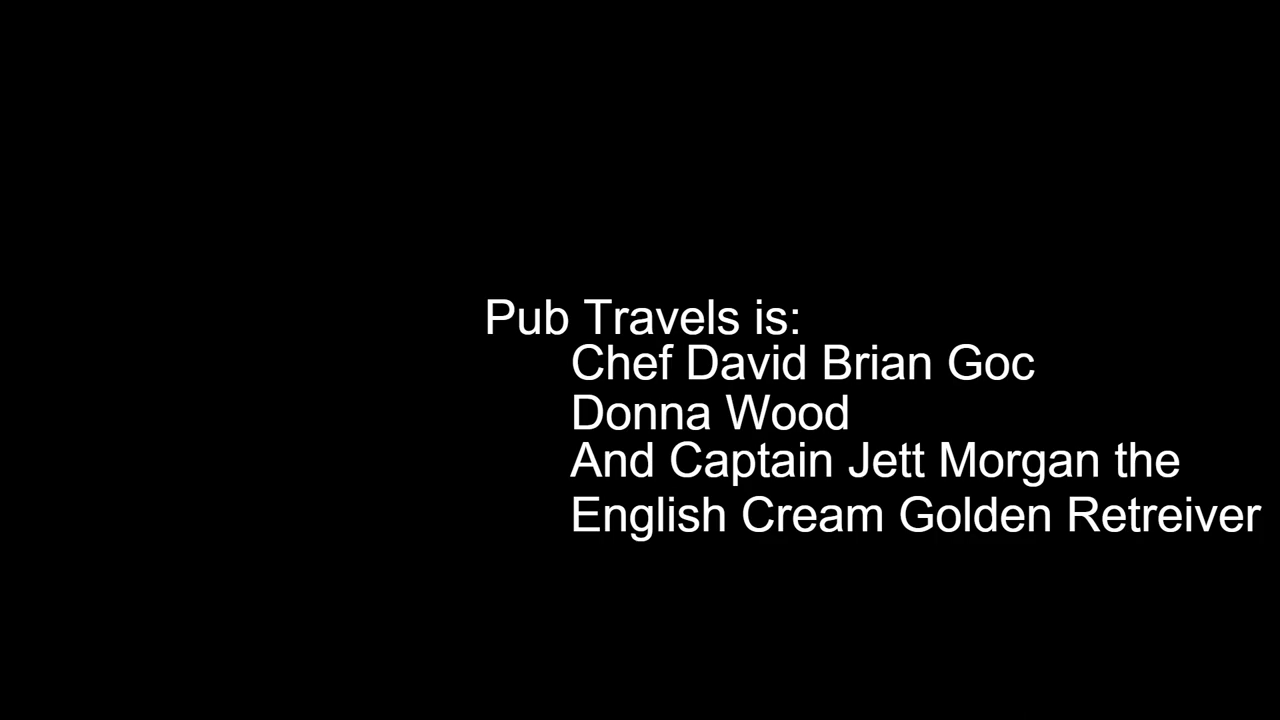 Pub Travels is:
Chef David Brian Goc
Donna Wood
And Captain Jett Morgan the
English Cream Golden Retreiver